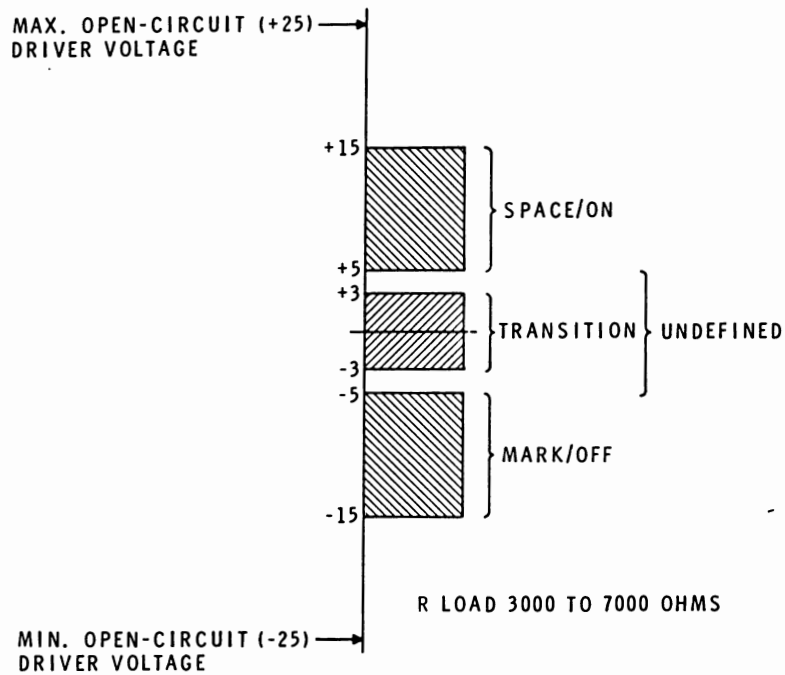 MAX. OPEN-CIRCUIT (+25)
DRIVER VOLTAGE
+15
SPACE/ON
+5
+3
TRANSITION
UNDEFINED
-3
-5
MARK/OFF
-15
R LOAD 3000 TO 7000 OHMS
MIN. OPEN-CIRCUIT (-25)
DRIVER VOLTAGE